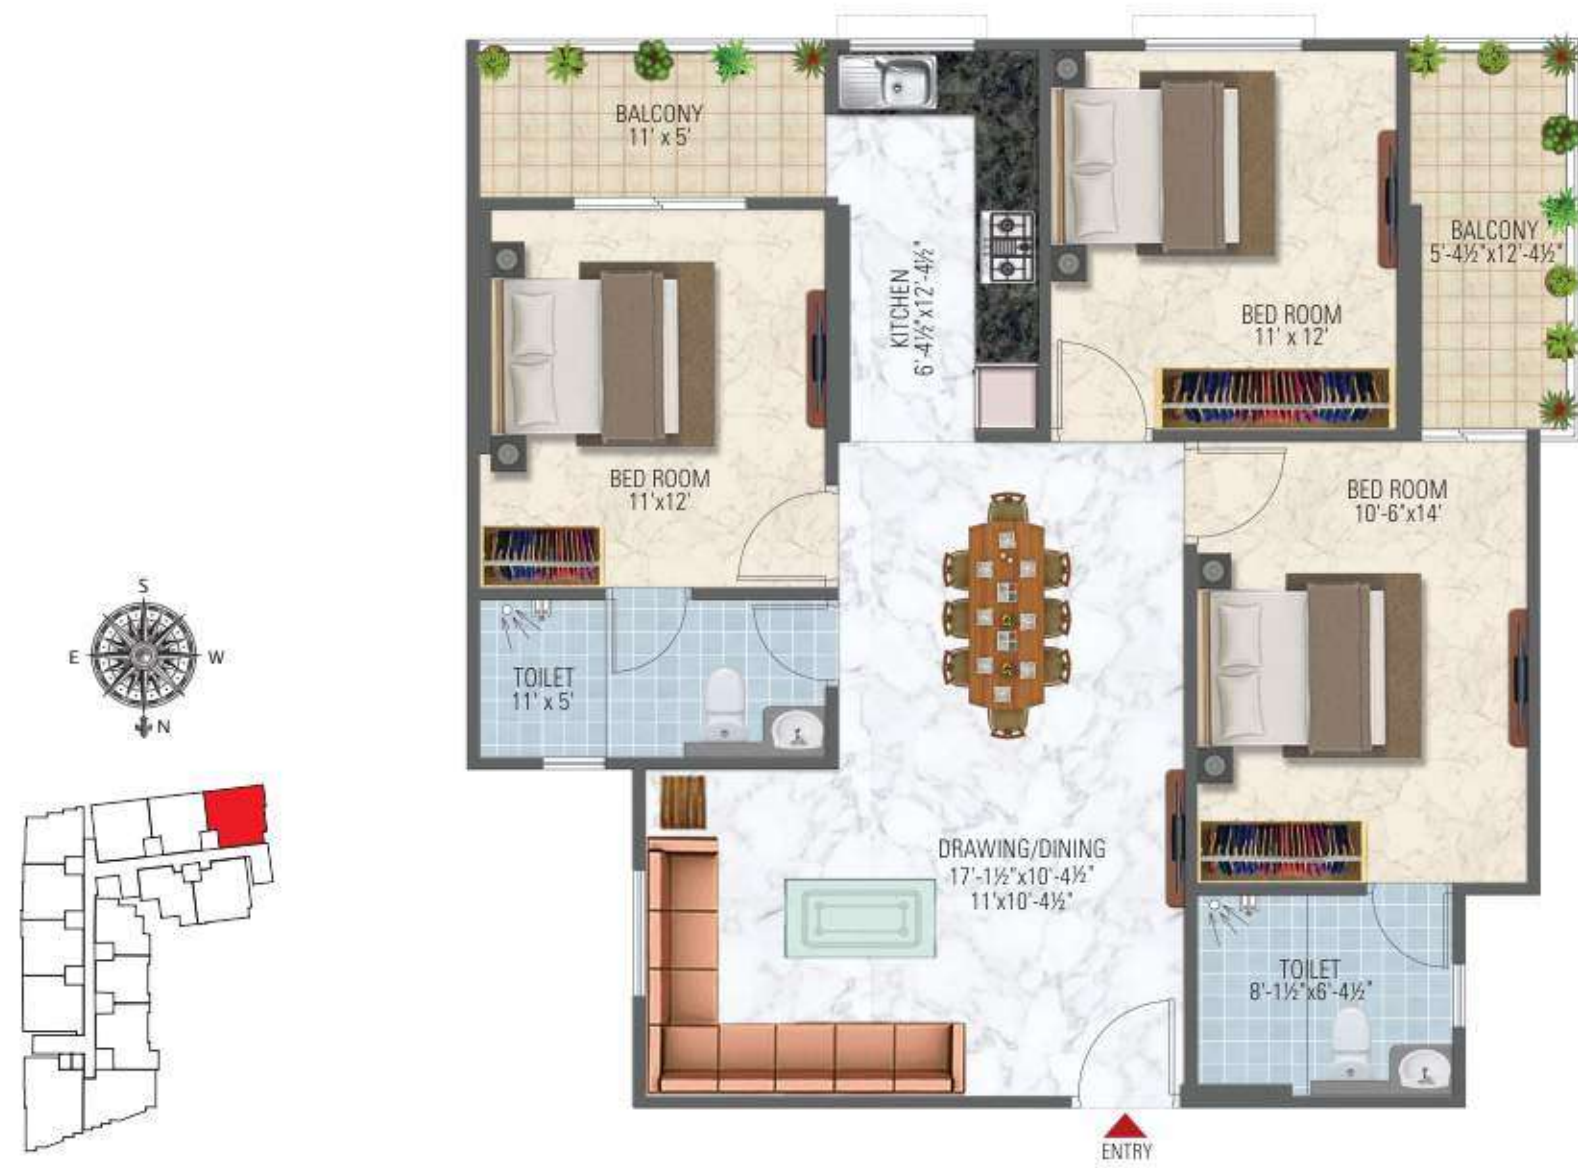 BALCONY
11' x 5'
KITCHEN
6'-4½"x12'-4½"
BED ROOM
11' x 12'
BALCONY
5'-4½"x12'-4½"
BED ROOM
11'x12'
BED ROOM
10'-6"x14'
TOILET
11' x 5'
DRAWING/DINING
17'-1½"x10'-4½"
11'x10'-4½"
TOILET
8'-1½"x6'-4½"
ENTRY
S
E
W
N